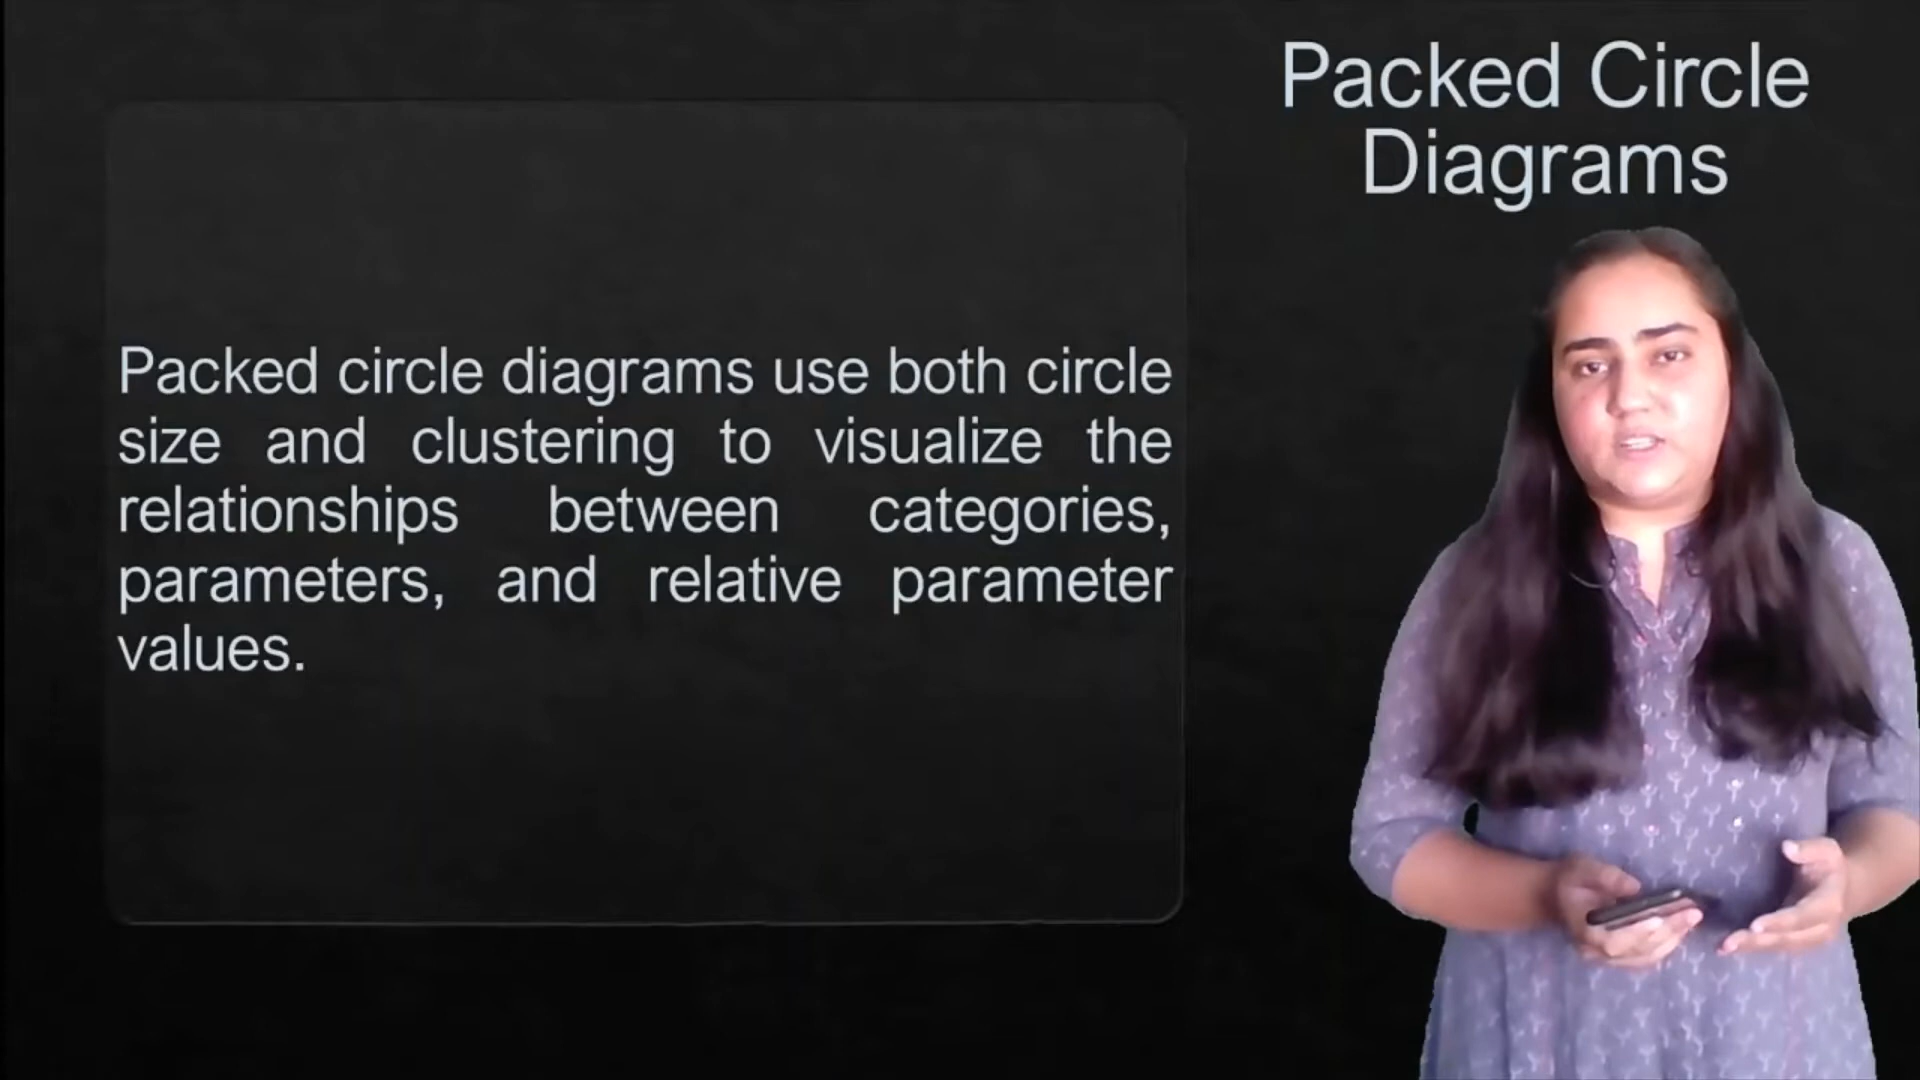 Packed Circle
Diagrams
Packed circle diagrams use both circle
size and clustering to visualize the
relationships between categories,
parameters, and relative parameter
values.